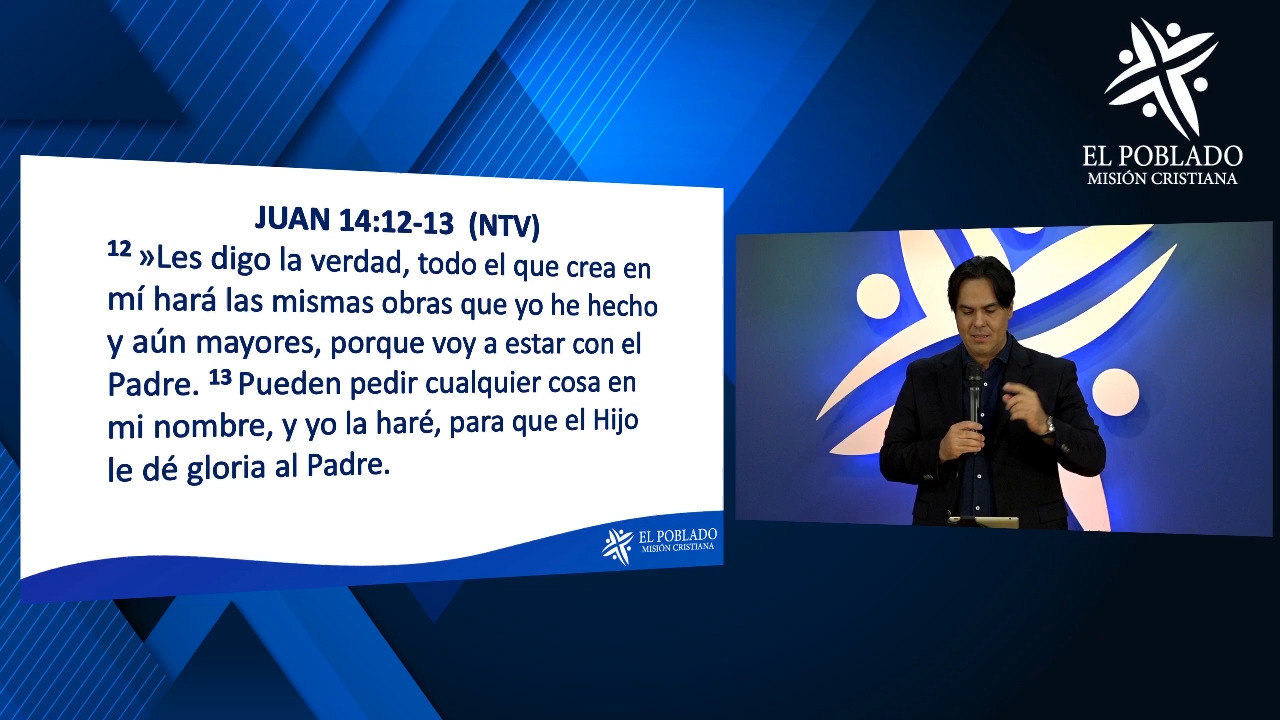 EL POBLADO
MISIÓN CRISTIANA
JUAN 14:12-13 (NTV)
12 »Les digo la verdad, todo el que crea en
mí hará las mismas obras que yo he hecho
y aún mayores, porque voy a estar con el
Padre. 13 Pueden pedir cualquier cosa en
mi nombre, y yo la haré, para que el Hijo
le dé gloria al Padre.
EL POBLADO
MISIÓN CRISTIANA